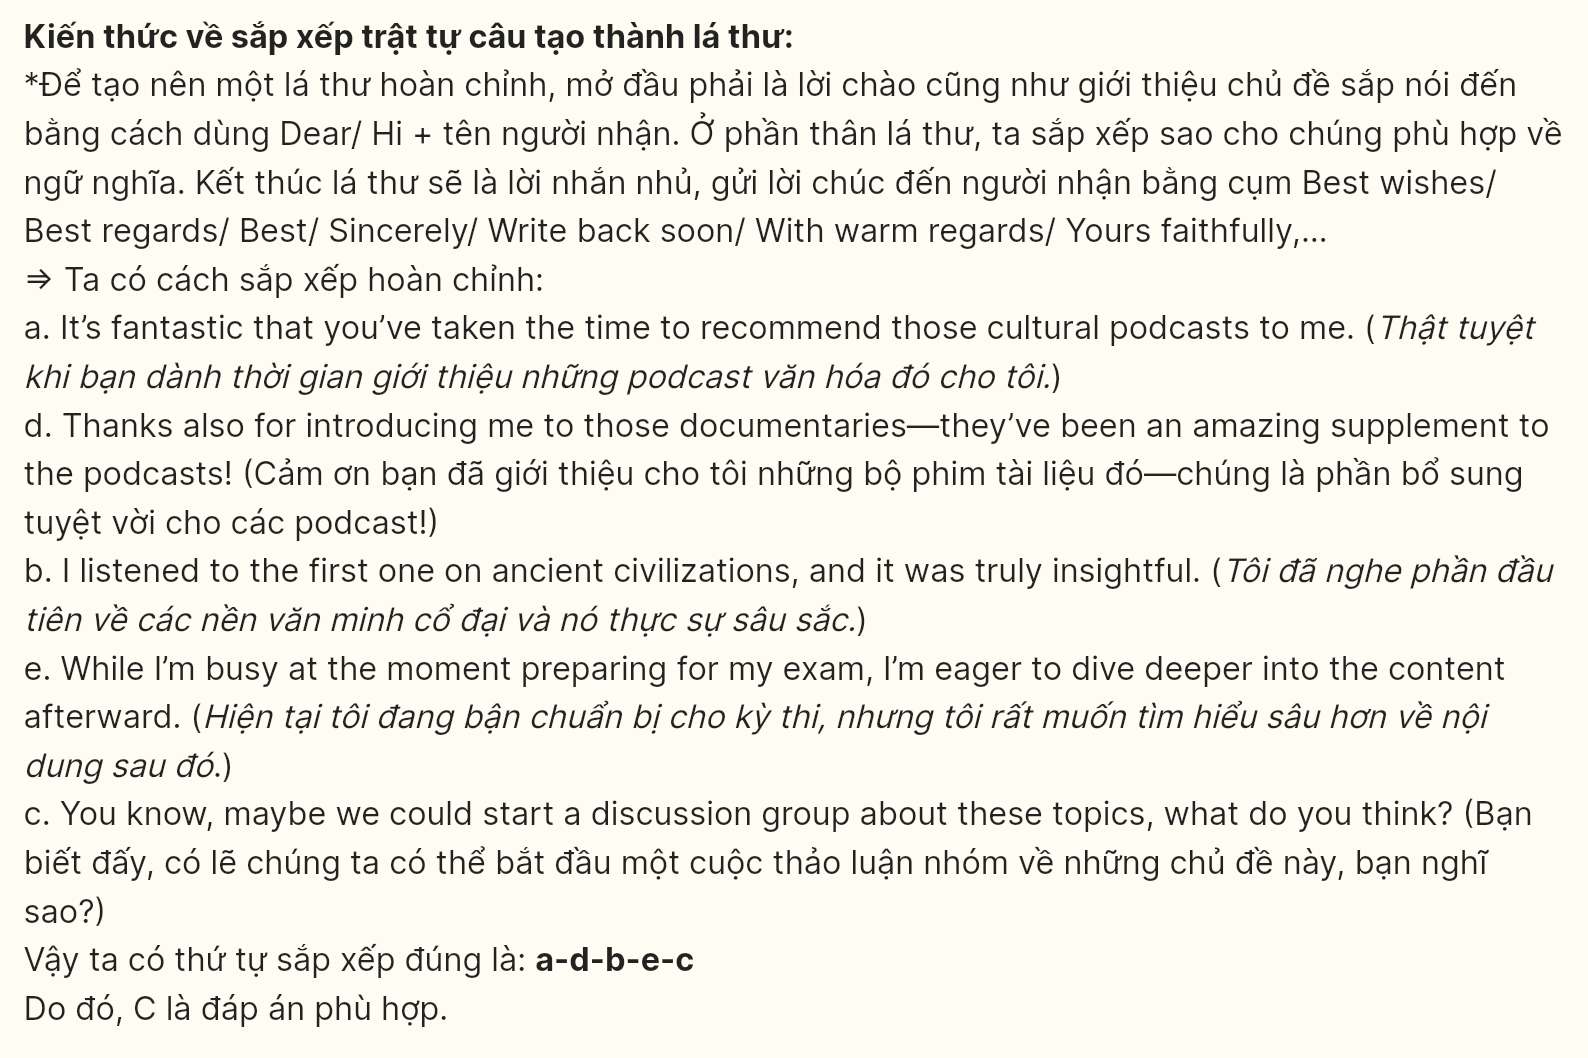 Kiến thức về sắp xếp trật tự câu tạo thành lá thư:
*Để tạo nên một lá thư hoàn chỉnh, mở đầu phải là lời chào cũng như giới thiệu chủ đề sắp nói đến
bằng cách dùng Dear/ Hi + tên người nhận. Ở phần thân lá thư, ta sắp xếp sao cho chúng phù hợp về
ngữ nghĩa. Kết thúc lá thư sẽ là lời nhắn nhủ, gửi lời chúc đến người nhận bằng cụm Best wishes/
Best regards/ Best/ Sincerely/ Write back soon/ With warm regards/ Yours faithfully,...
⇒ Ta có cách sắp xếp hoàn chỉnh:
a. It’s fantastic that you’ve taken the time to recommend those cultural podcasts to me. (Thật tuyệt
khi bạn dành thời gian giới thiệu những podcast văn hóa đó cho tôi.)
d. Thanks also for introducing me to those documentaries—they’ve been an amazing supplement to
the podcasts! (Cảm ơn bạn đã giới thiệu cho tôi những bộ phim tài liệu đó—chúng là phần bổ sung
tuyệt vời cho các podcast!)
b. I listened to the first one on ancient civilizations, and it was truly insightful. (Tôi đã nghe phần đầu
tiên về các nền văn minh cổ đại và nó thực sự sâu sắc.)
e. While I’m busy at the moment preparing for my exam, I’m eager to dive deeper into the content
afterward. (Hiện tại tôi đang bận chuẩn bị cho kỳ thi, nhưng tôi rất muốn tìm hiểu sâu hơn về nội
dung sau đó.)
c. You know, maybe we could start a discussion group about these topics, what do you think? (Bạn
biết đấy, có lẽ chúng ta có thể bắt đầu một cuộc thảo luận nhóm về những chủ đề này, bạn nghĩ
sao?)
Vậy ta có thứ tự sắp xếp đúng là: a-d-b-e-c
Do đó, C là đáp án phù hợp.